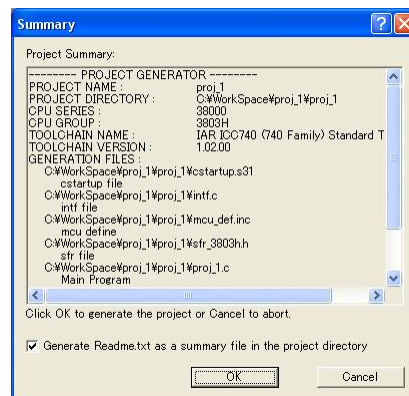 Summary
Project Summary:
-------- PROJECT GENERATOR --------
PROJECT NAME : proj_1
PROJECT DIRECTORY : C:¥WorkSpace¥proj_1¥proj_1
CPU SERIES : 38000
CPU GROUP : 3803H
TOOLCHAIN NAME : IAR ICC740 (740 Family) Standard T
TOOLCHAIN VERSION : 1.02.00
GENERATION FILES :
C:¥WorkSpace¥proj_1¥proj_1¥cstartup.s31
cstartup file
C:¥WorkSpace¥proj_1¥proj_1¥intf.c
intf file
C:¥WorkSpace¥proj_1¥proj_1¥mcu_def.inc
mcu define
C:¥WorkSpace¥proj_1¥proj_1¥sfr_3803h.h
sfr file
C:¥WorkSpace¥proj_1¥proj_1¥proj_1.c
Main Program
Click OK to generate the project or Cancel to abort.
Generate Readme.txt as a summary file in the project directory
OK Cancel